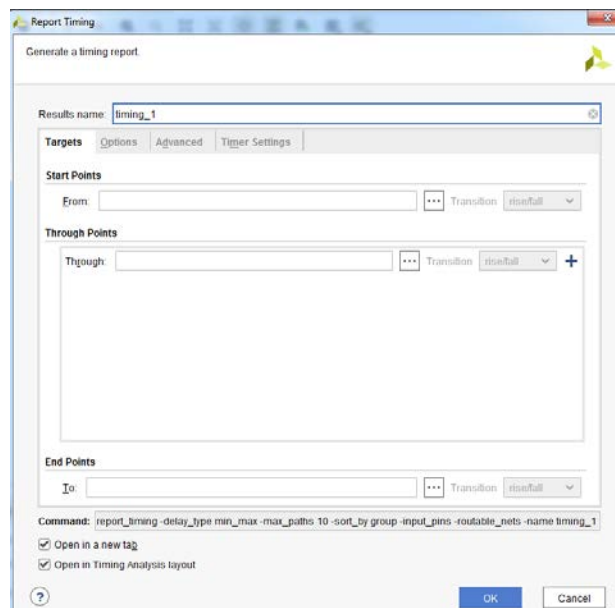 Report Timing
Generate a timing report.
Results name: timing_1
Targets Options Advanced Timer Settings
Start Points
From: ... Transition rise/fall
Through Points
Through: ... Transition rise/fall
End Points
To: ... Transition rise/fall
Command: report_timing -delay_type min_max -max_paths 10 -sort_by group -input_pins -routable_nets -name timing_1
Open in a new tab
Open in Timing Analysis layout
? OK Cancel